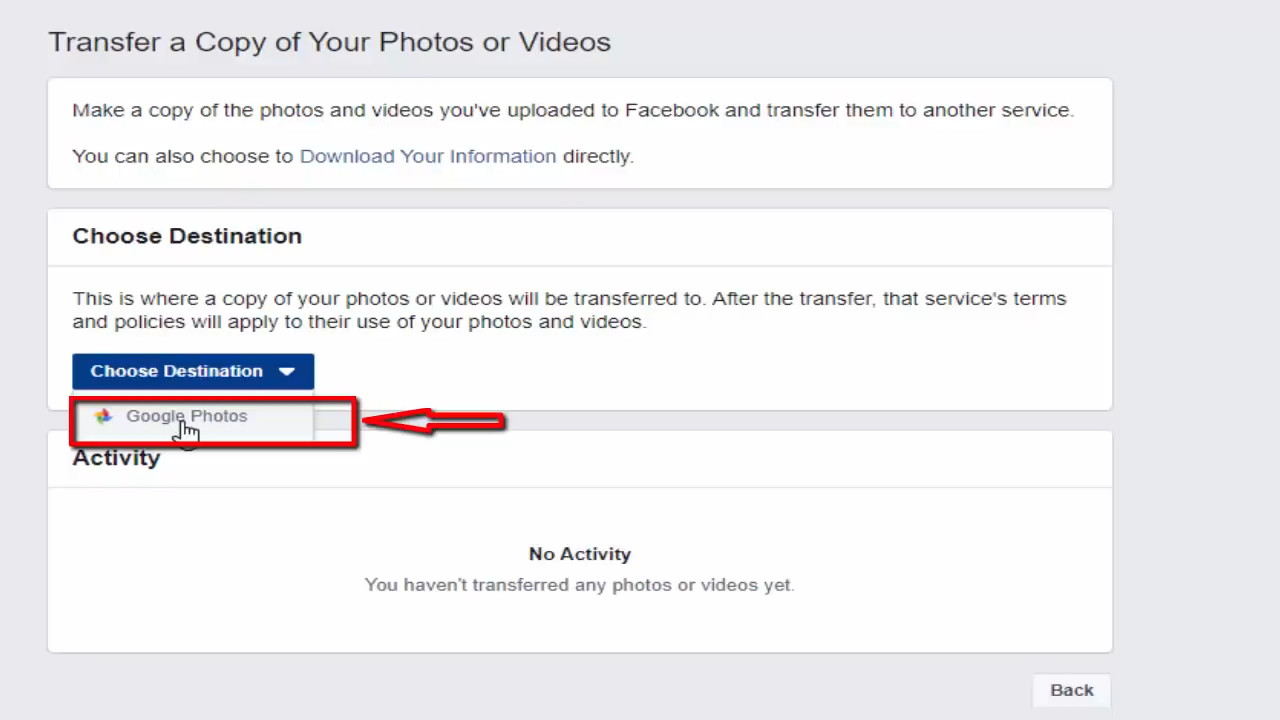 Transfer a Copy of Your Photos or Videos
Make a copy of the photos and videos you've uploaded to Facebook and transfer them to another service.
You can also choose to Download Your Information directly.
Choose Destination
This is where a copy of your photos or videos will be transferred to. After the transfer, that service's terms
and policies will apply to their use of your photos and videos.
Choose Destination
Google Photos
Activity
No Activity
You haven't transferred any photos or videos yet.
Back